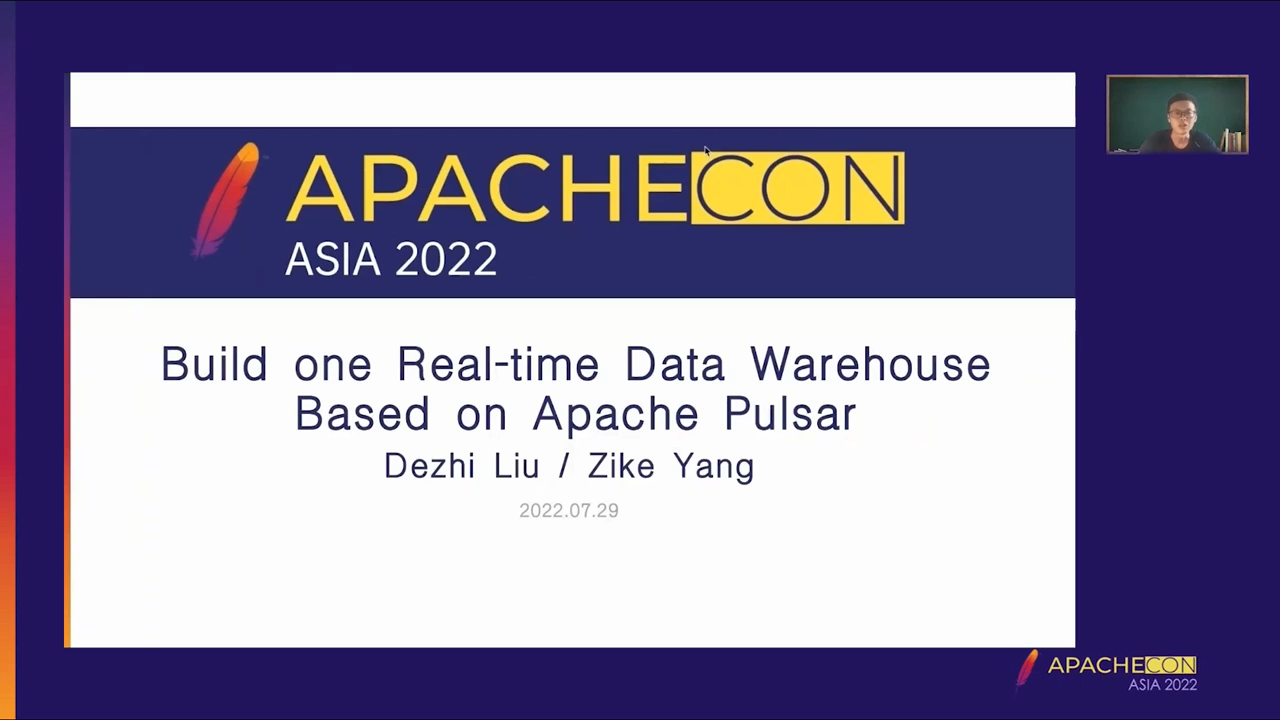 APACHECON
ASIA 2022
Build one Real-time Data Warehouse
Based on Apache Pulsar
Dezhi Liu / Zike Yang
2022.07.29
APACHECON
ASIA 2022